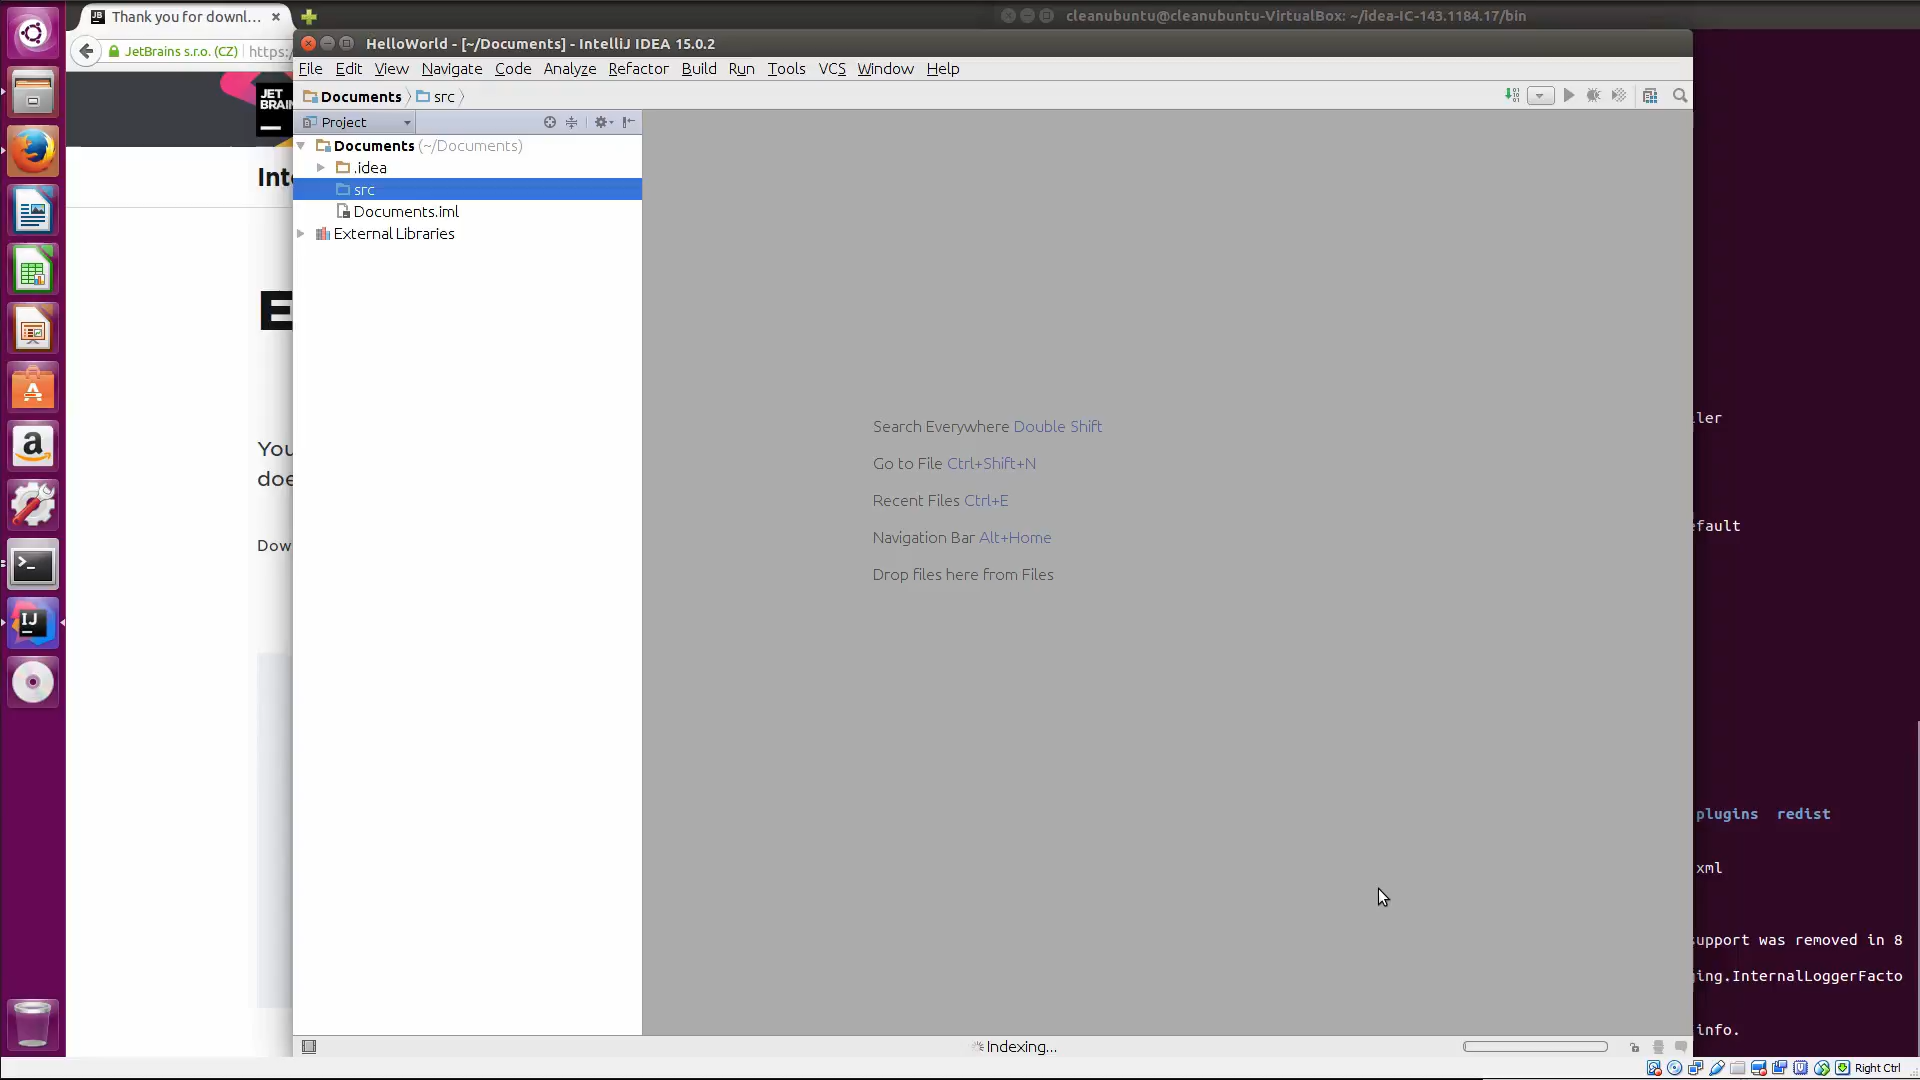 Thank you for downl...
cleanubuntu@cleanubuntu-VirtualBox: ~/idea-IC-143.1184.17/bin
HelloWorld - [~/Documents] - IntelliJ IDEA 15.0.2
JetBrains s.r.o. (CZ) https:/
File Edit View Navigate Code Analyze Refactor Build Run Tools VCS Window Help
JET
BRAIN
Documents src
Project
Documents (~/Documents)
.idea
src
Documents.iml
External Libraries
Int
E
You
doe
Dow
Search Everywhere Double Shift
Go to File Ctrl+Shift+N
Recent Files Ctrl+E
Navigation Bar Alt+Home
Drop files here from Files
ler
efault
plugins redist
xml
support was removed in 8
ging.InternalLoggerFacto
info.
Indexing...
Right Ctrl